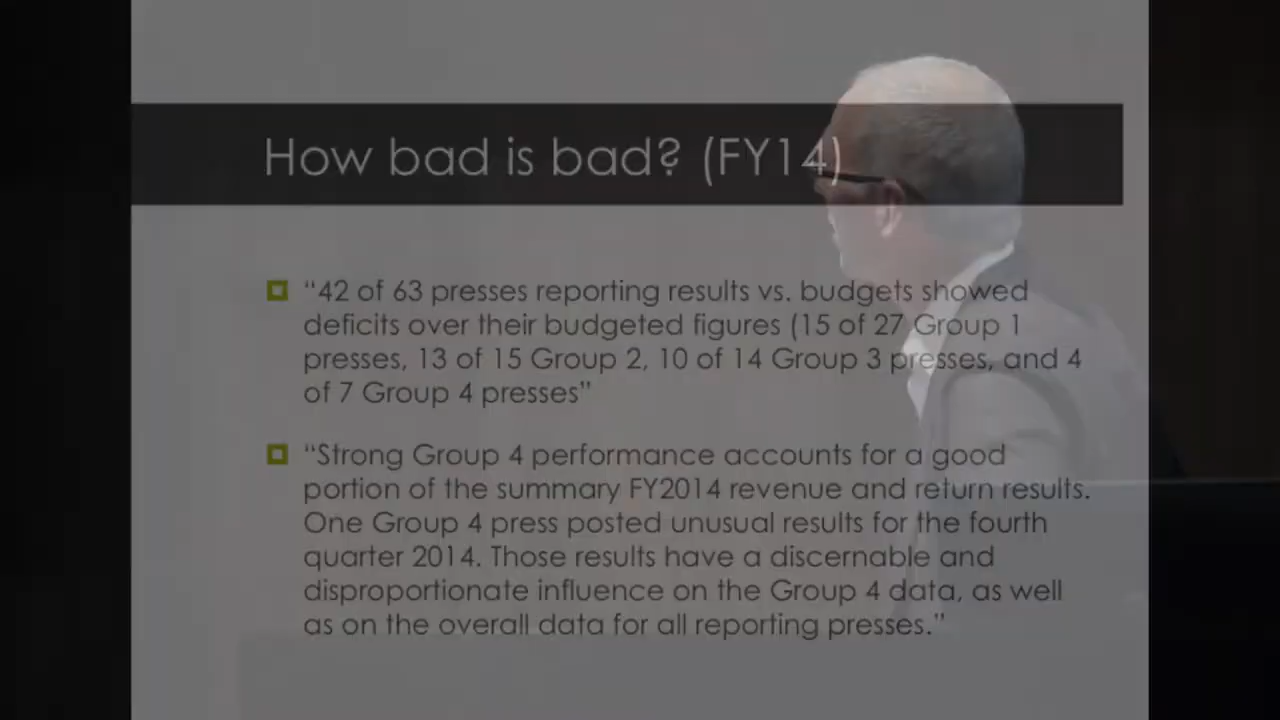 How bad is bad? (FY14)
“42 of 63 presses reporting results vs. budgets showed
deficits over their budgeted figures (15 of 27 Group 1
presses, 13 of 15 Group 2, 10 of 14 Group 3 presses, and 4
of 7 Group 4 presses”
“Strong Group 4 performance accounts for a good
portion of the summary FY2014 revenue and return results.
One Group 4 press posted unusual results for the fourth
quarter 2014. Those results have a discernable and
disproportionate influence on the Group 4 data, as well
as on the overall data for all reporting presses.”